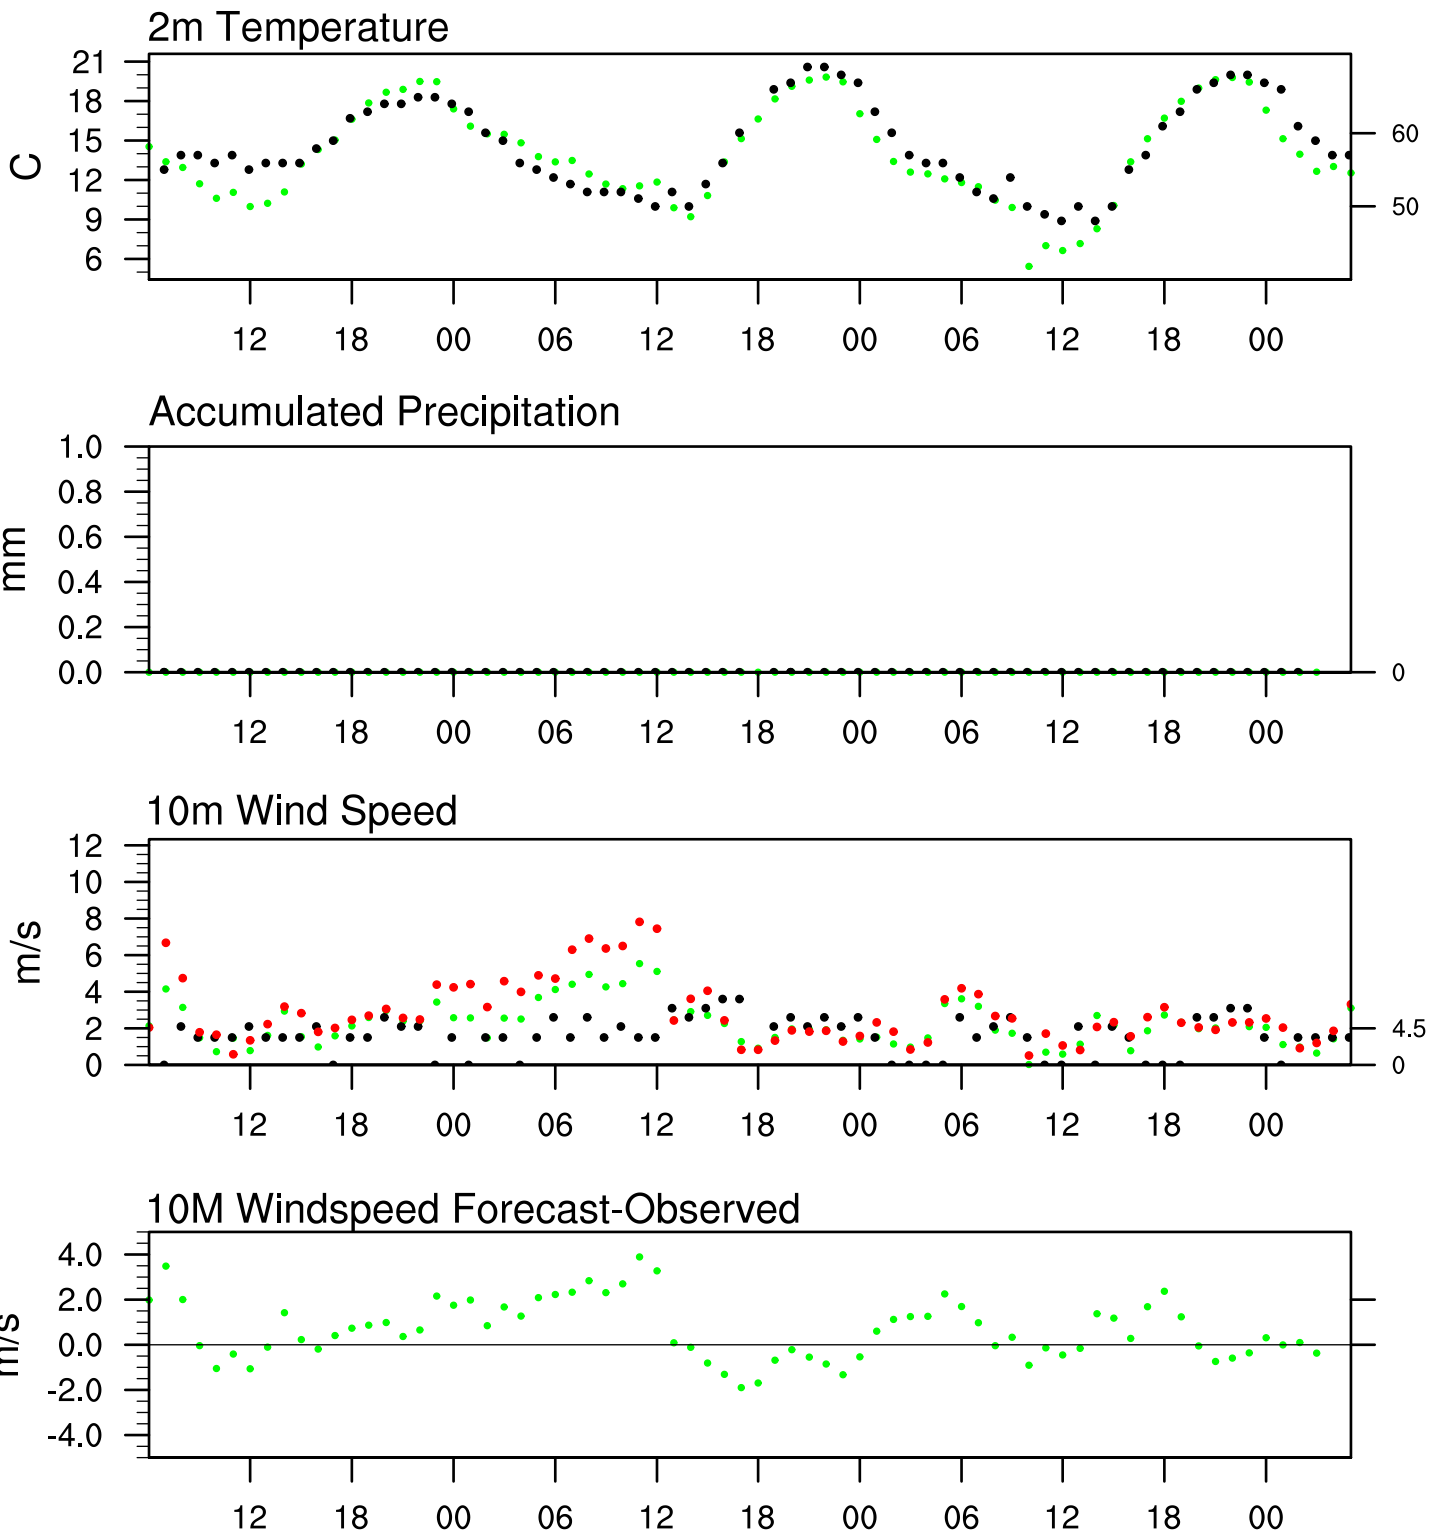 2m Temperature
21
18
15
12
9
6
C
60
50
12 18 00 06 12 18 00 06 12 18 00
Accumulated Precipitation
1.0
0.8
0.6
0.4
0.2
0.0
mm
0
12 18 00 06 12 18 00 06 12 18 00
10m Wind Speed
12
10
8
6
4
2
0
m/s
4.5
0
12 18 00 06 12 18 00 06 12 18 00
10M Windspeed Forecast-Observed
4.0
2.0
0.0
-2.0
-4.0
m/s
12 18 00 06 12 18 00 06 12 18 00